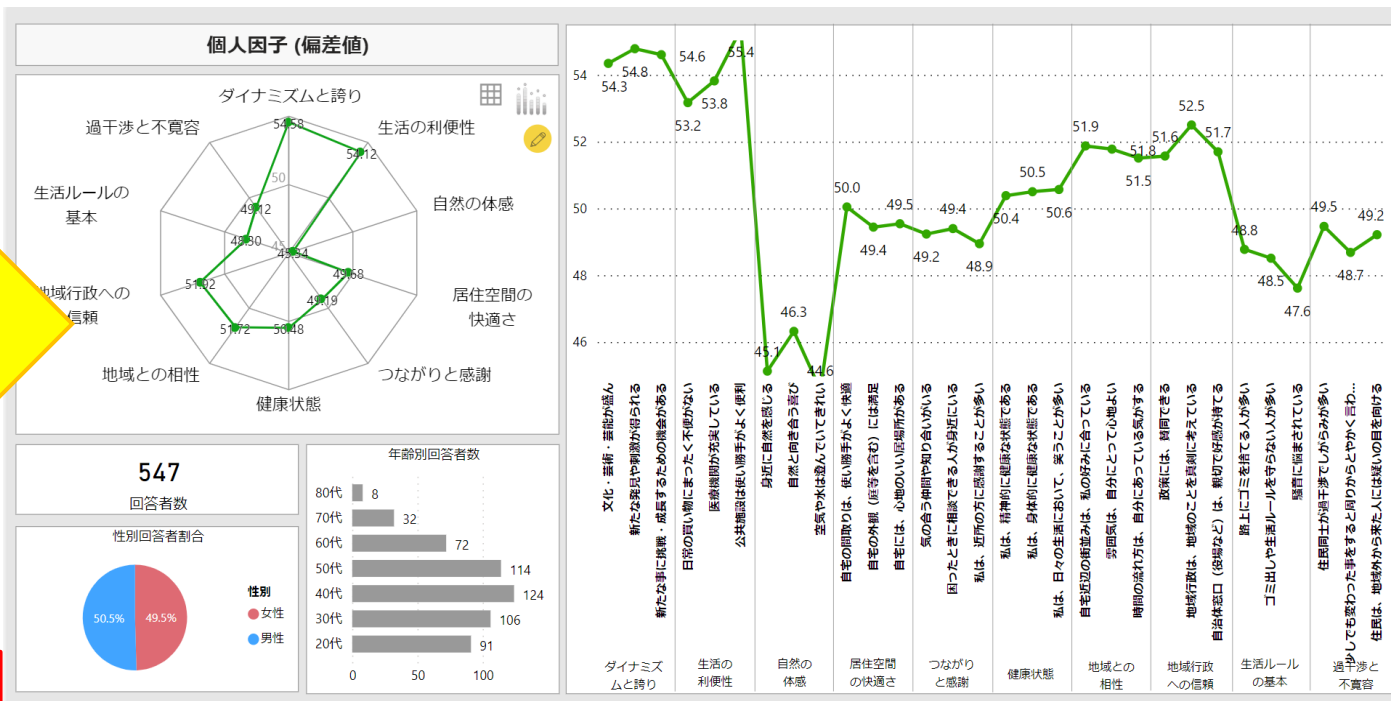 個人因子 (偏差値)
ダイナミズムと誇り
生活の利便性
自然の体感
居住空間の
快適さ
つながりと感謝
健康状態
地域との相性
地域行政への
信頼
生活ルールの
基本
過干渉と不寛容
54.58
54.12
45.34
49.68
49.19
50.48
51.72
51.92
48.30
49.12
50
45
547
回答者数
性別回答者割合
50.5%
49.5%
性別
女性
男性
年齢別回答者数
80代 8
70代 32
60代 72
50代 114
40代 124
30代 106
20代 91
0 50 100
54
52
50
48
46
54.3
54.8
54.6
53.2
53.8
55.4
45.1
46.3
44.6
50.0
49.4
49.5
49.2
49.4
48.9
50.4
50.5
50.6
51.9
51.8
51.5
51.6
52.5
51.7
48.8
48.5
47.6
49.5
48.7
49.2
文化・芸術・芸能が盛ん
新たな発見や刺激が得られる
新たな事に挑戦・成長するための機会がある
日常の買い物にまったく不便がない
医療機関が充実している
公共施設は使い勝手がよく便利
身近に自然を感じる
自然と向き合う喜び
空気や水は澄んでいてきれい
自宅の間取りは、使い勝手がよく快適
自宅の外観（庭等を含む）には満足
自宅には、心地のいい居場所がある
気の合う仲間や知り合いがいる
困ったときに相談できる人が身近にいる
私は、近所の方に感謝することが多い
私は、精神的に健康な状態である
私は、身体的に健康な状態である
私は、日々の生活において、笑うことが多い
自宅近辺の街並みは、私の好みに合っている
雰囲気は、自分にとって心地よい
時間の流れ方は、自分にあっている気がする
政策には、賛同できる
地域行政は、地域のことを真剣に考えている
自治体窓口（役場など）は、親切で好感が持てる
路上にゴミを捨てる人が多い
ゴミ出しや生活ルールを守らない人が多い
騒音に悩まされている
住民同士が過干渉でしがらみが多い
少しでも変わった事をすると周りからとやかく言わ...
住民は、地域外から来た人には疑いの目を向ける
ダイナミズ
ムと誇り
生活の
利便性
自然の
体感
居住空間
の快適さ
つながり
と感謝
健康状態
地域との
相性
地域行政
への信頼
生活ルール
の基本
過干渉と
不寛容